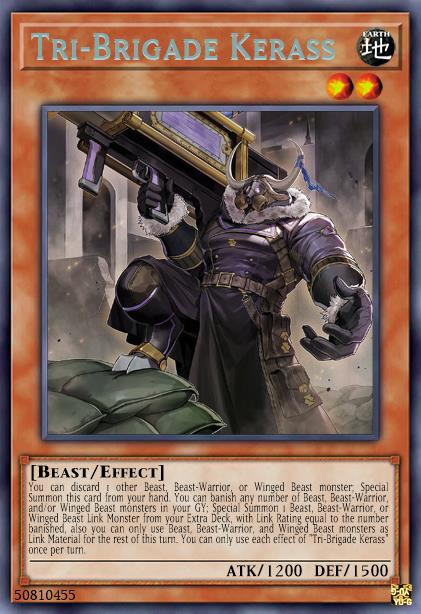 Tri-Brigade Kerass
EARTH
地
[Beast/Effect]
You can discard 1 other Beast, Beast-Warrior, or Winged Beast monster; Special
Summon this card from your hand. You can banish any number of Beast, Beast-Warrior,
and/or Winged Beast monsters in your GY; Special Summon 1 Beast, Beast-Warrior, or
Winged Beast Link Monster from your Extra Deck, with Link Rating equal to the number
banished, also you can only use Beast, Beast-Warrior, and Winged Beast monsters as
Link Material for the rest of this turn. You can only use each effect of "Tri-Brigade Kerass"
once per turn.
ATK/1200 DEF/1500
50810455